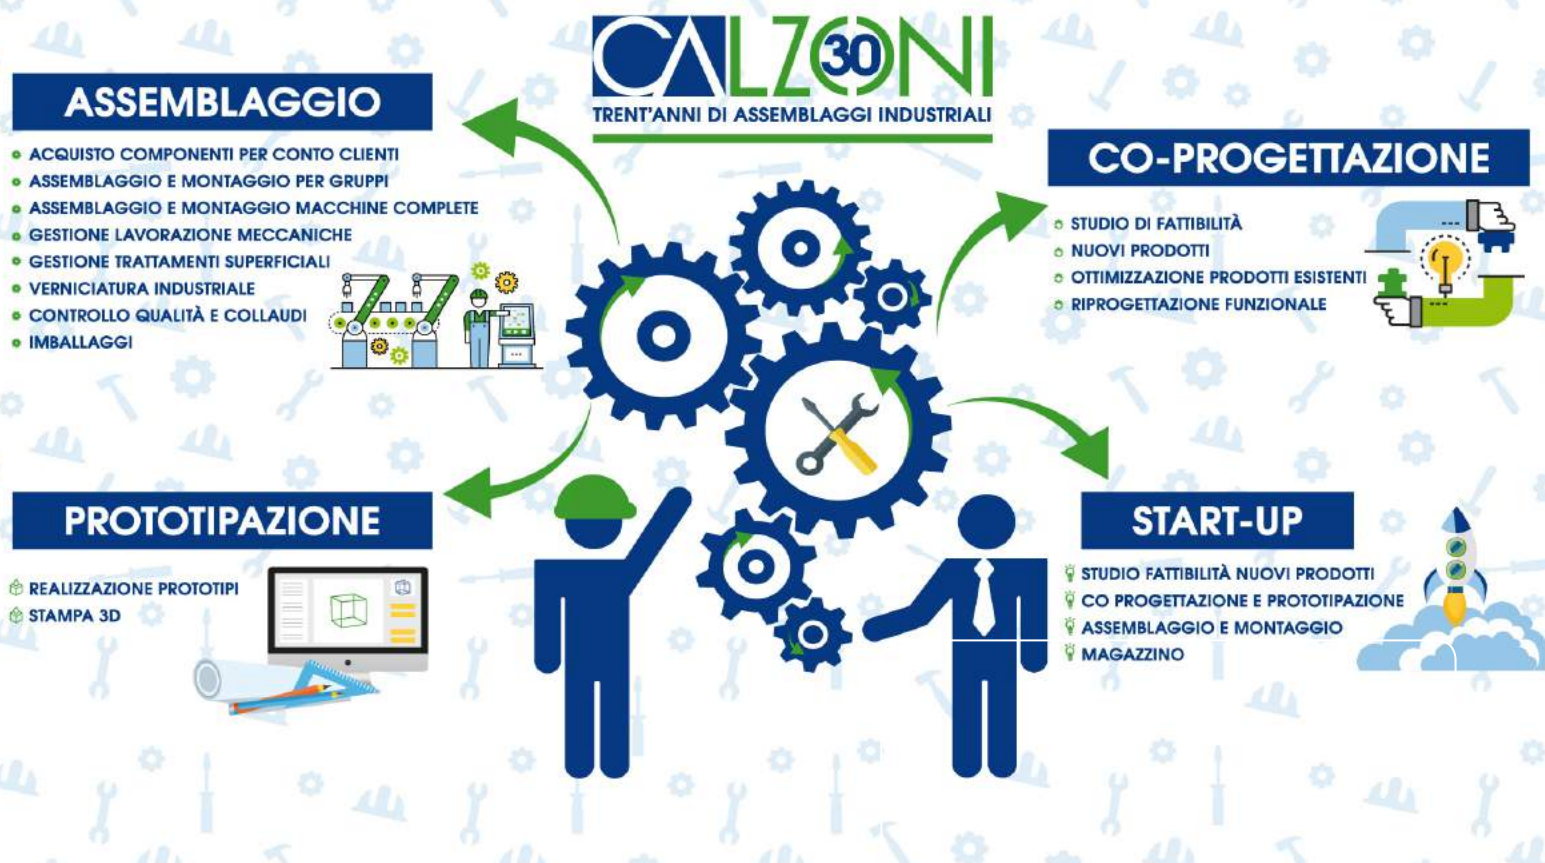 CALZONI
30
TRENT'ANNI DI ASSEMBLAGGI INDUSTRIALI
ASSEMBLAGGIO
ACQUISTO COMPONENTI PER CONTO CLIENTI
ASSEMBLAGGIO E MONTAGGIO PER GRUPPI
ASSEMBLAGGIO E MONTAGGIO MACCHINE COMPLETE
GESTIONE LAVORAZIONE MECCANICHE
GESTIONE TRATTAMENTI SUPERFICIALI
VERNICIATURA INDUSTRIALE
CONTROLLO QUALITÀ E COLLAUDI
IMBALLAGGI
CO-PROGETTAZIONE
STUDIO DI FATTIBILITÀ
NUOVI PRODOTTI
OTTIMIZZAZIONE PRODOTTI ESISTENTI
RIPROGETTAZIONE FUNZIONALE
PROTOTIPAZIONE
REALIZZAZIONE PROTOTIPI
STAMPA 3D
START-UP
STUDIO FATTIBILITÀ NUOVI PRODOTTI
CO PROGETTAZIONE E PROTOTIPAZIONE
ASSEMBLAGGIO E MONTAGGIO
MAGAZZINO